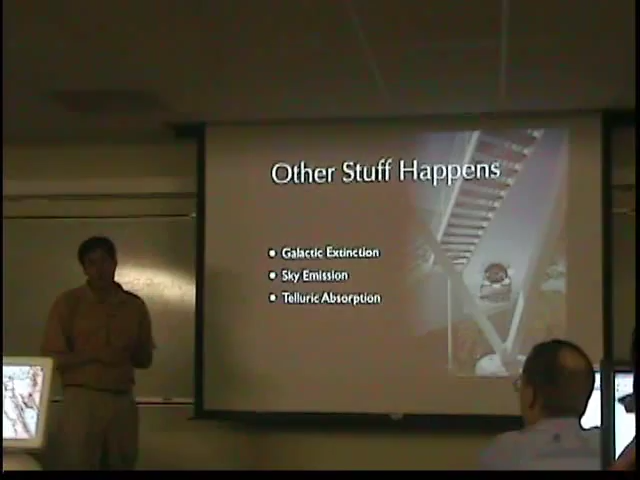 Other Stuff Happens
Galactic Extinction
Sky Emission
Telluric Absorption